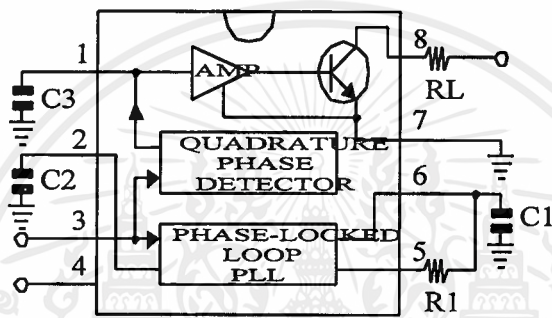 1
8
AMP
C3
RL
2
7
QUADRATURE
PHASE
DETECTOR
6
C2
3
PHASE-LOCKED
LOOP
PLL
C1
5
4
R1